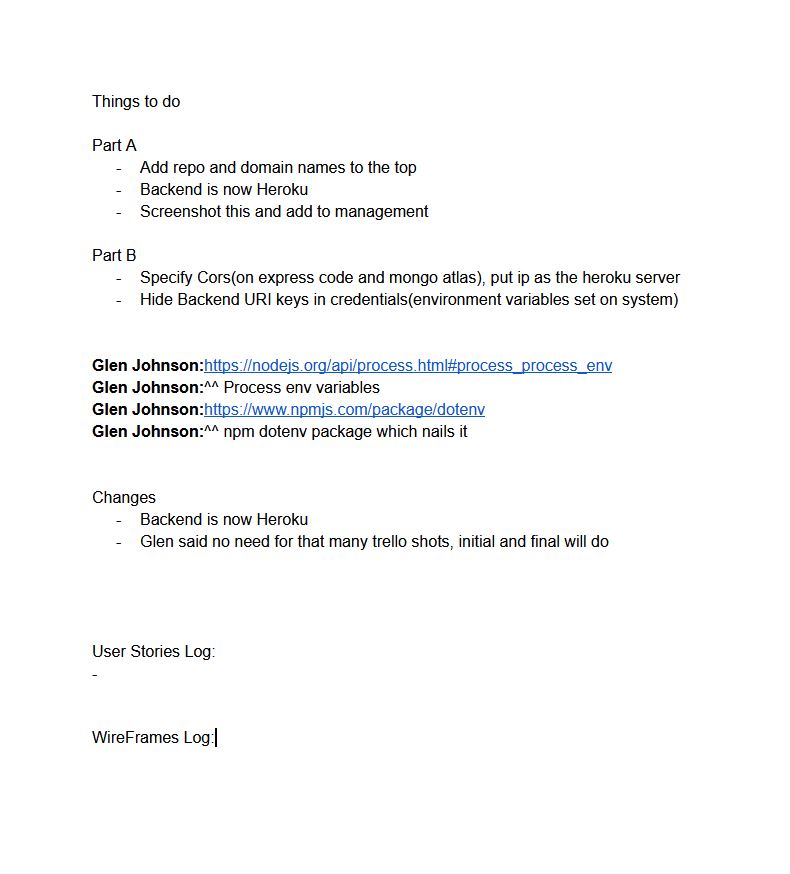 Things to do
Part A
- Add repo and domain names to the top
- Backend is now Heroku
- Screenshot this and add to management
Part B
- Specify Cors(on express code and mongo atlas), put ip as the heroku server
- Hide Backend URI keys in credentials(environment variables set on system)
Glen Johnson:https://nodejs.org/api/process.html#process_process_env
Glen Johnson:^^ Process env variables
Glen Johnson:https://www.npmjs.com/package/dotenv
Glen Johnson:^^ npm dotenv package which nails it
Changes
- Backend is now Heroku
- Glen said no need for that many trello shots, initial and final will do
User Stories Log:
-
WireFrames Log: